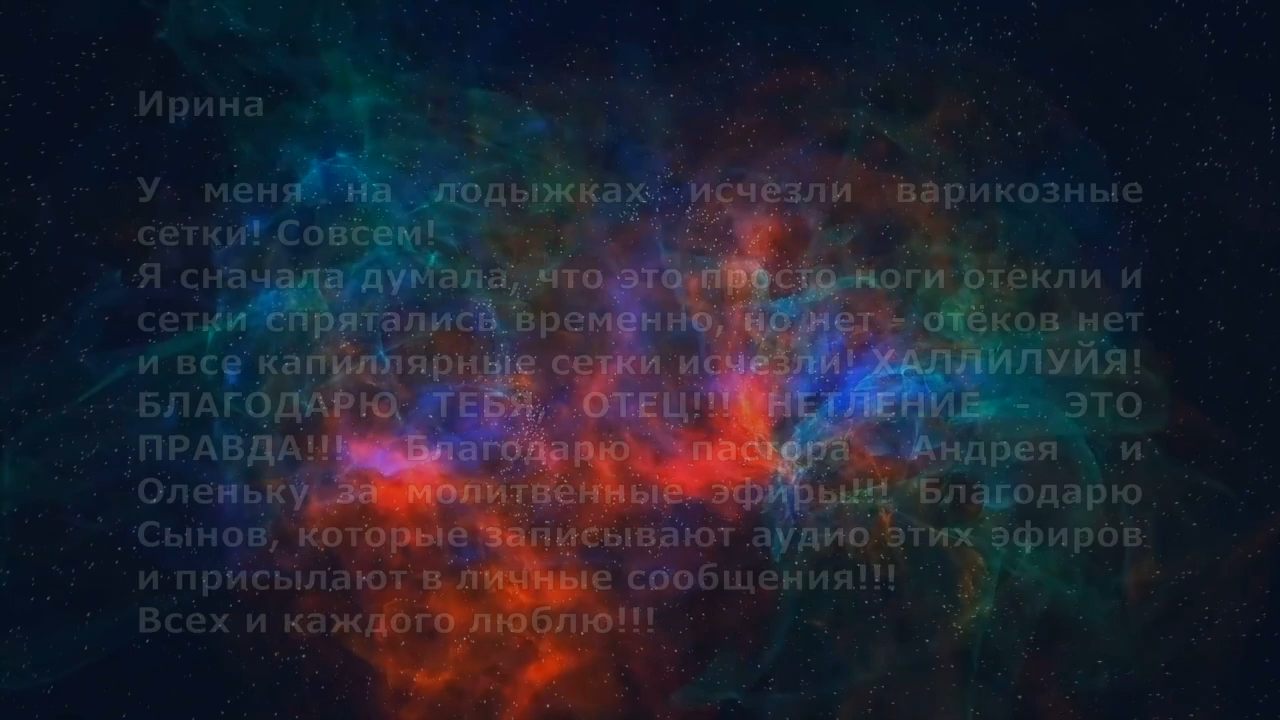 Ирина
У меня на лодыжках исчезли варикозные
сетки! Совсем!
Я сначала думала, что это просто ноги отекли и
сетки спрятались временно, но нет – отёков нет
и все капиллярные сетки исчезли! ХАЛЛИЛУЙЯ!
БЛАГОДАРЮ ТЕБЯ, ОТЕЦ!!! НЕТЛЕНИЕ – ЭТО
ПРАВДА!!! Благодарю пастора Андрея и
Оленьку за молитвенные эфиры!!! Благодарю
Сынов, которые записывают аудио этих эфиров
и присылают в личные сообщения!!!
Всех и каждого люблю!!!